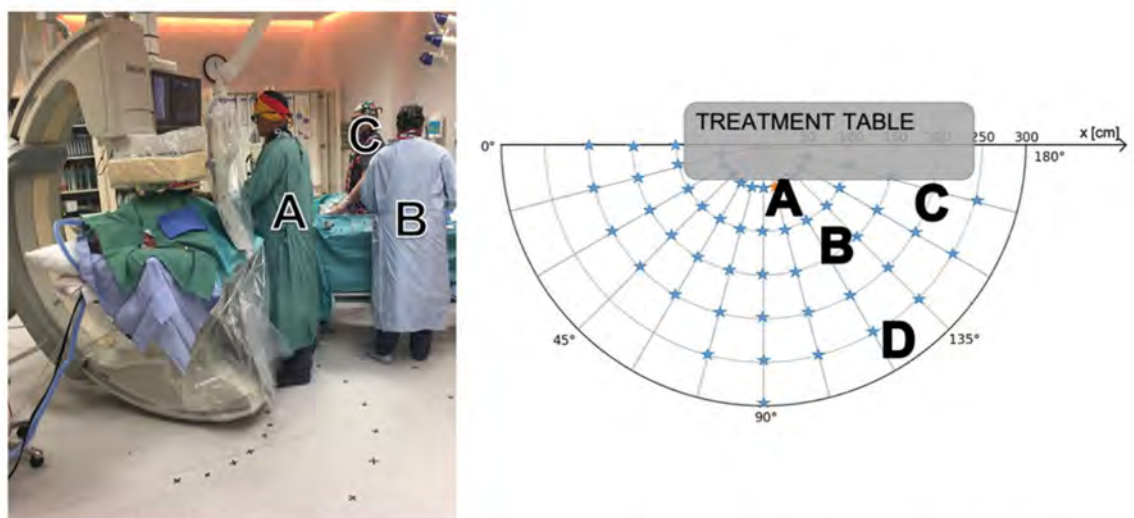 C
A
B
TREATMENT TABLE
250
300
x [cm]
0°
180°
A
C
B
45°
D
135°
90°